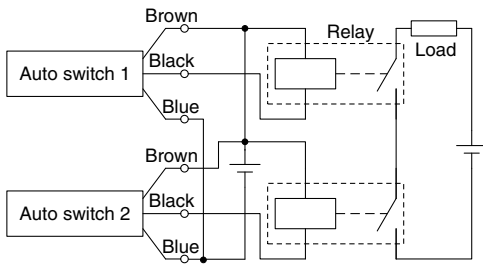 Brown
Relay
Load
Auto switch 1
Black
Blue
Brown
Auto switch 2
Black
Blue